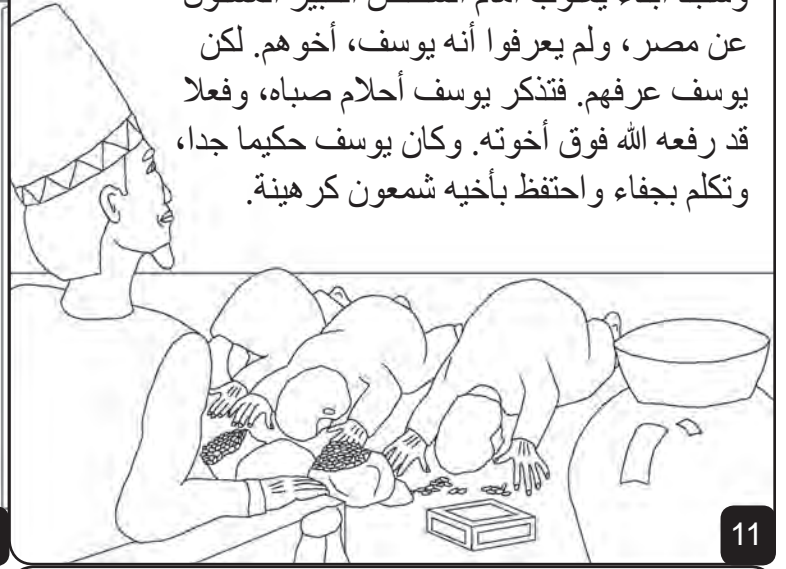 عن مصر، ولم يعرفوا أنه يوسف، أخوهم. لكن
يوسف عرفهم. فتذكر يوسف أحلام صباه، وفعلا
قد رفعه الله فوق أخوته. وكان يوسف حكيما جدا،
وتكلم بجفاء واحتفظ بأخيه شمعون كرهينة.
11